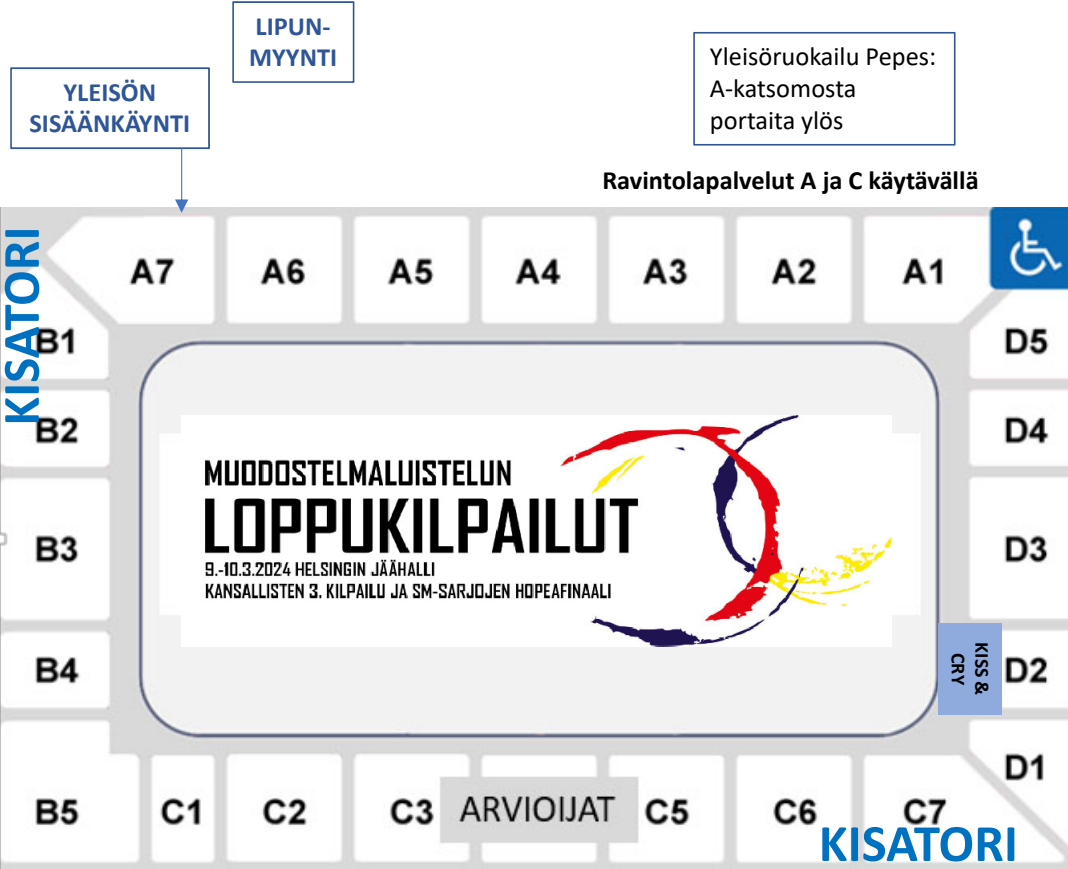 LIPUN-
MYYNTI
YLEISÖN
SISÄÄNKÄYNTI
Yleisöruokailu Pepes:
A-katsomosta
portaita ylös
Ravintolapalvelut A ja C käytävällä
KISATORI
A7 A6 A5 A4 A3 A2 A1
B1 D5
B2 D4
MUODOSTELMALUISTELUN
LOPPUKILPAILUT
9.-10.3.2024 HELSINGIN JÄÄHALLI
KANSALLISTEN 3. KILPAILU JA SM-SARJOJEN HOPEAFINAALI
B3 D3
B4 D2
KISS &
CRY
D1
B5 C1 C2 C3 ARVIOIJAT C5 C6 C7
KISATORI